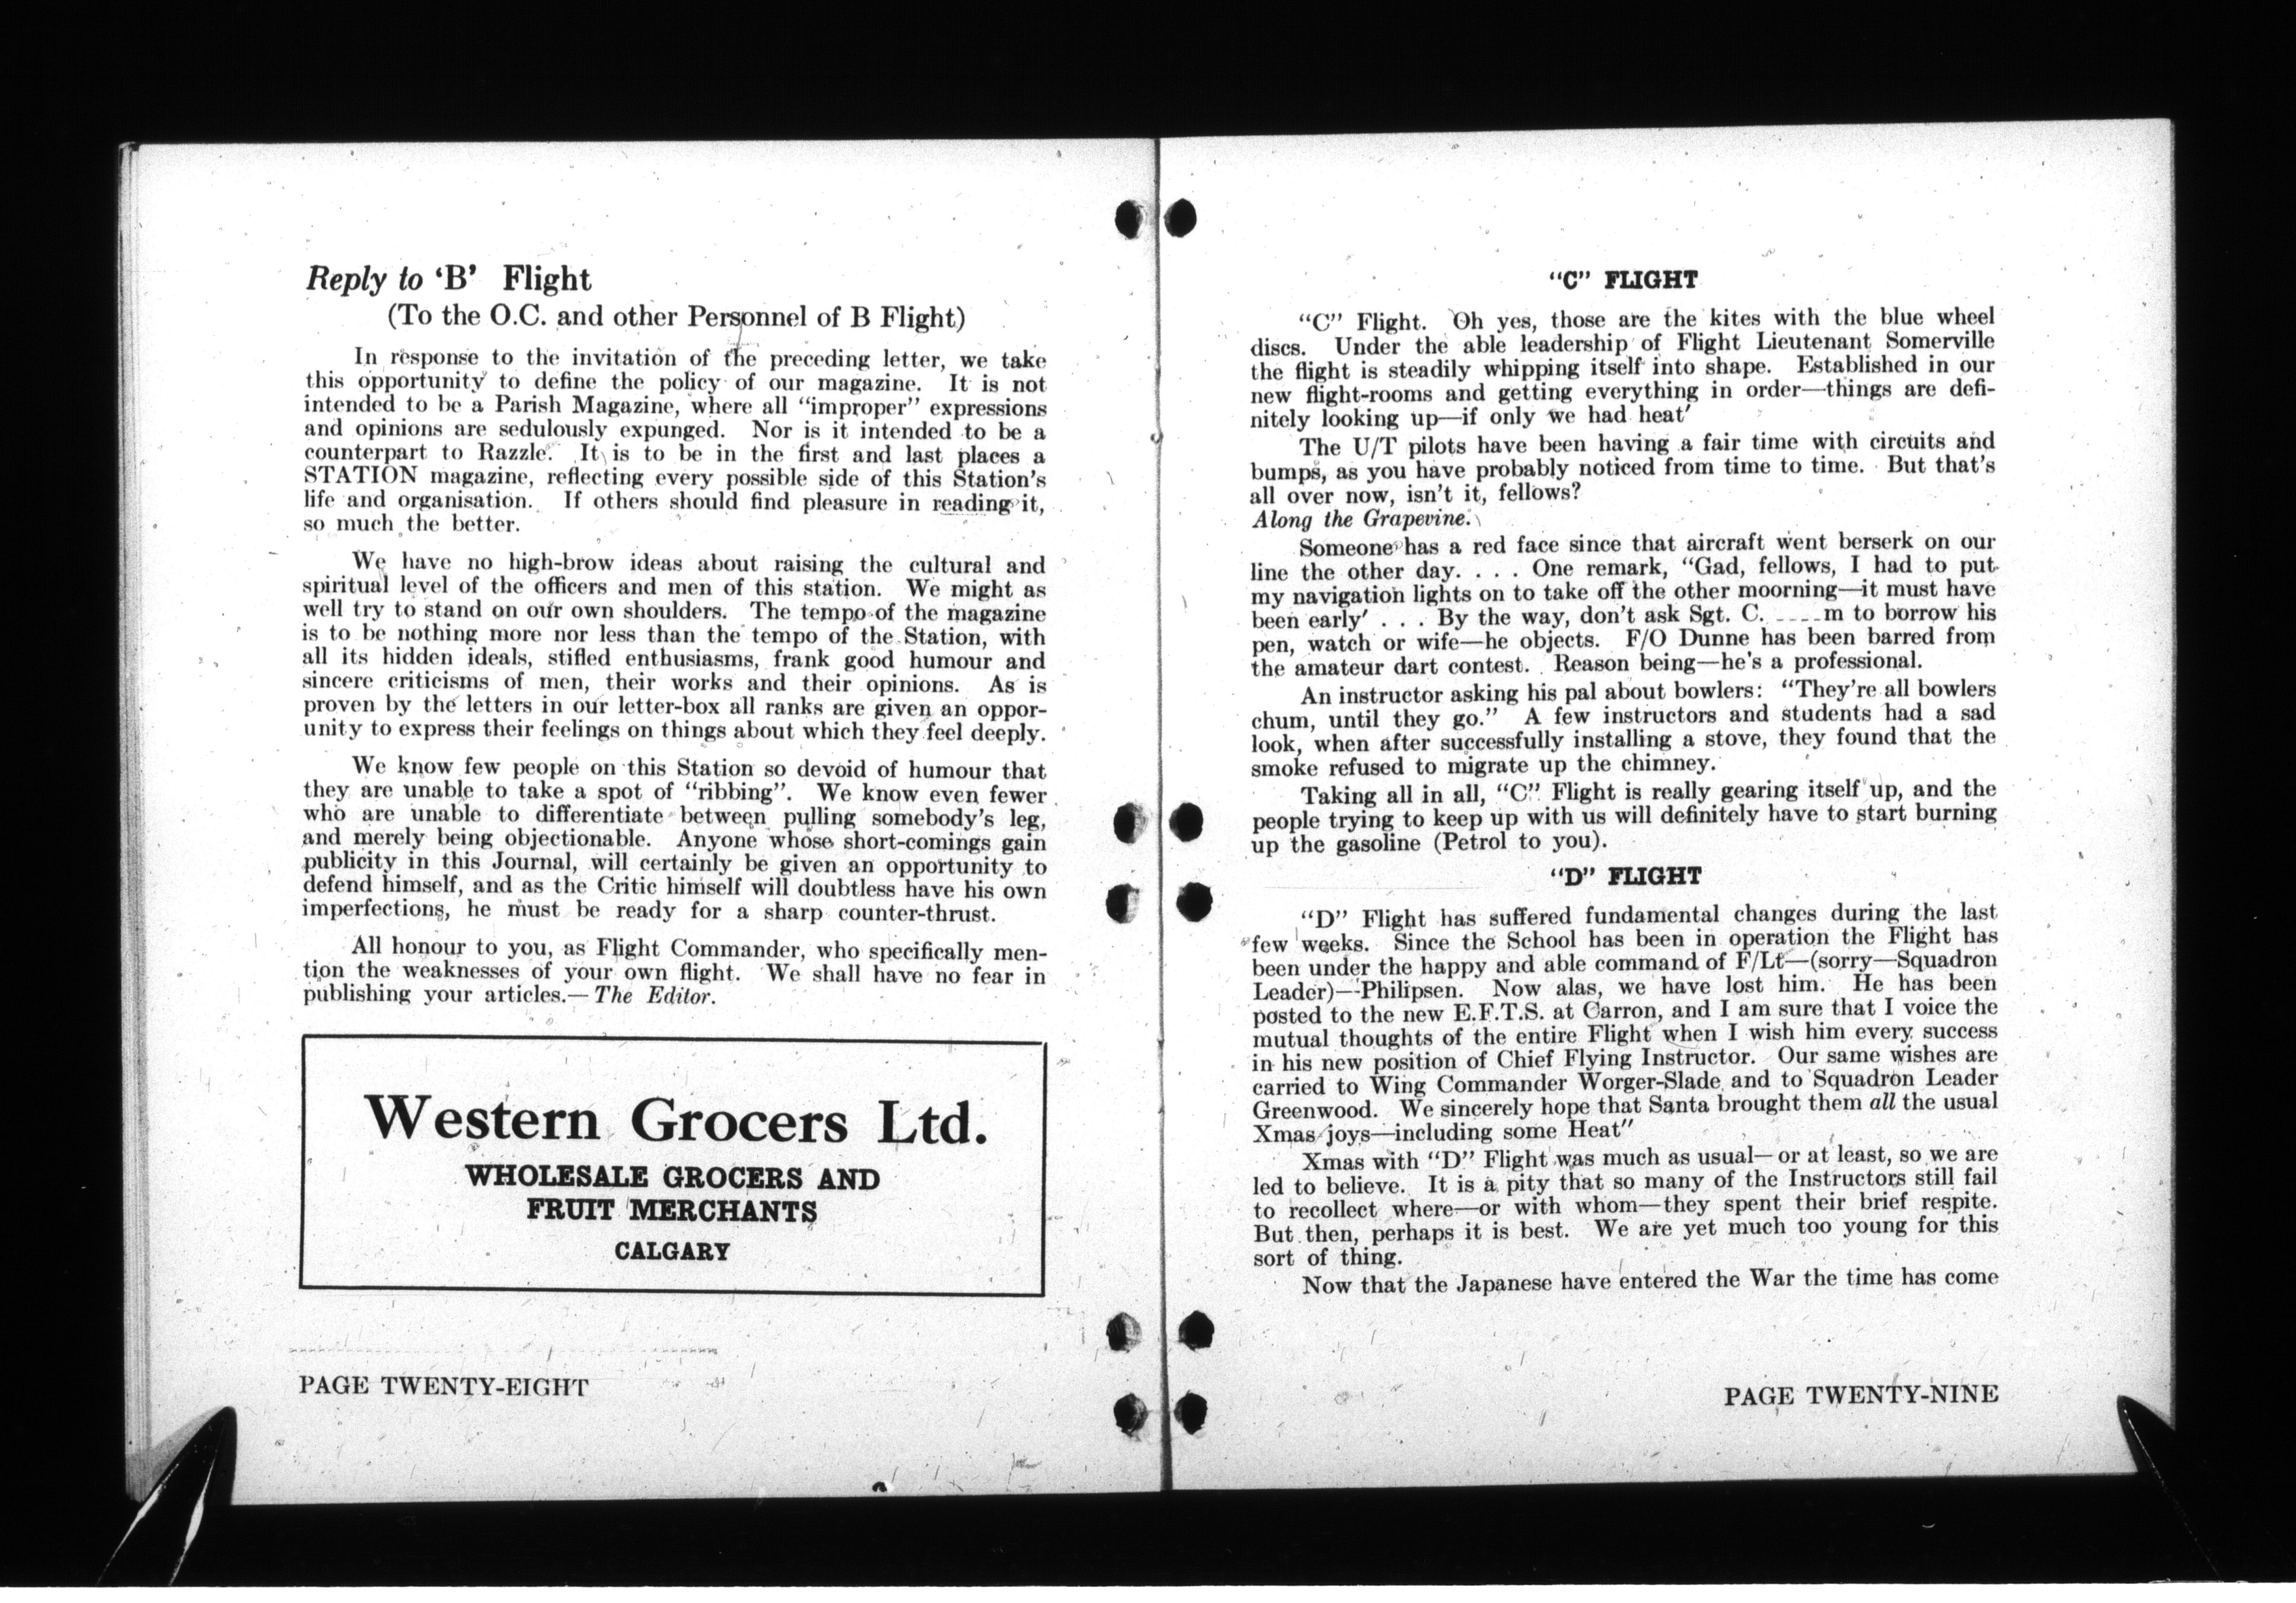 Reply to 'B' Flight
(To the O.C. and other Personnel of B Flight)
In response to the invitation of the preceding letter, we take
this opportunity to define the policy of our magazine. It is not
intended to be a Parish Magazine, where all "improper" expressions
and opinions are sedulously expunged. Nor is it intended to be a
counterpart to Razzle. It is to be in the first and last places a
STATION magazine, reflecting every possible side of this Station's
life and organisation. If others should find pleasure in reading it,
so much the better.
We have no high-brow ideas about raising the cultural and
spiritual level of the officers and men of this station. We might as
well try to stand on our own shoulders. The tempo of the magazine
is to be nothing more nor less than the tempo of the Station, with
all its hidden ideals, stifled enthusiasms, frank good humour and
sincere criticisms of men, their works and their opinions. As is
proven by the letters in our letter-box all ranks are given an oppor-
unity to express their feelings on things about which they feel deeply.
We know few people on this Station so devoid of humour that
they are unable to take a spot of "ribbing". We know even fewer
who are unable to differentiate between pulling somebody's leg,
and merely being objectionable. Anyone whose short-comings gain
publicity in this Journal, will certainly be given an opportunity to
defend himself, and as the Critic himself will doubtless have his own
imperfections, he must be ready for a sharp counter-thrust.
All honour to you, as Flight Commander, who specifically men-
tion the weaknesses of your own flight. We shall have no fear in
publishing your articles.—The Editor.
Western Grocers Ltd.
WHOLESALE GROCERS AND
FRUIT MERCHANTS
CALGARY
PAGE TWENTY-EIGHT
"C" FLIGHT
"C" Flight. Oh yes, those are the kites with the blue wheel
discs. Under the able leadership of Flight Lieutenant Somerville
the flight is steadily whipping itself into shape. Established in our
new flight-rooms and getting everything in order—things are defi-
nitely looking up—if only we had heat'
The U/T pilots have been having a fair time with circuits and
bumps, as you have probably noticed from time to time. But that's
all over now, isn't it, fellows?
Along the Grapevine.
Someone has a red face since that aircraft went berserk on our
line the other day. . . . One remark, "Gad, fellows, I had to put
my navigation lights on to take off the other moorning—it must have
been early' . . . By the way, don't ask Sgt. C. ----m to borrow his
pen, watch or wife—he objects. F/O Dunne has been barred from
the amateur dart contest. Reason being—he's a professional.
An instructor asking his pal about bowlers: "They're all bowlers
chum, until they go." A few instructors and students had a sad
look, when after successfully installing a stove, they found that the
smoke refused to migrate up the chimney.
Taking all in all, "C" Flight is really gearing itself up, and the
people trying to keep up with us will definitely have to start burning
up the gasoline (Petrol to you).
"D" FLIGHT
"D" Flight has suffered fundamental changes during the last
few weeks. Since the School has been in operation the Flight has
been under the happy and able command of F/Lt—(sorry—Squadron
Leader)—Philipsen. Now alas, we have lost him. He has been
posted to the new E.F.T.S. at Carron, and I am sure that I voice the
mutual thoughts of the entire Flight when I wish him every success
in his new position of Chief Flying Instructor. Our same wishes are
carried to Wing Commander Worger-Slade and to Squadron Leader
Greenwood. We sincerely hope that Santa brought them all the usual
Xmas joys—including some Heat"
Xmas with "D" Flight was much as usual—or at least, so we are
led to believe. It is a pity that so many of the Instructors still fail
to recollect where—or with whom—they spent their brief respite.
But then, perhaps it is best. We are yet much too young for this
sort of thing.
Now that the Japanese have entered the War the time has come
PAGE TWENTY-NINE